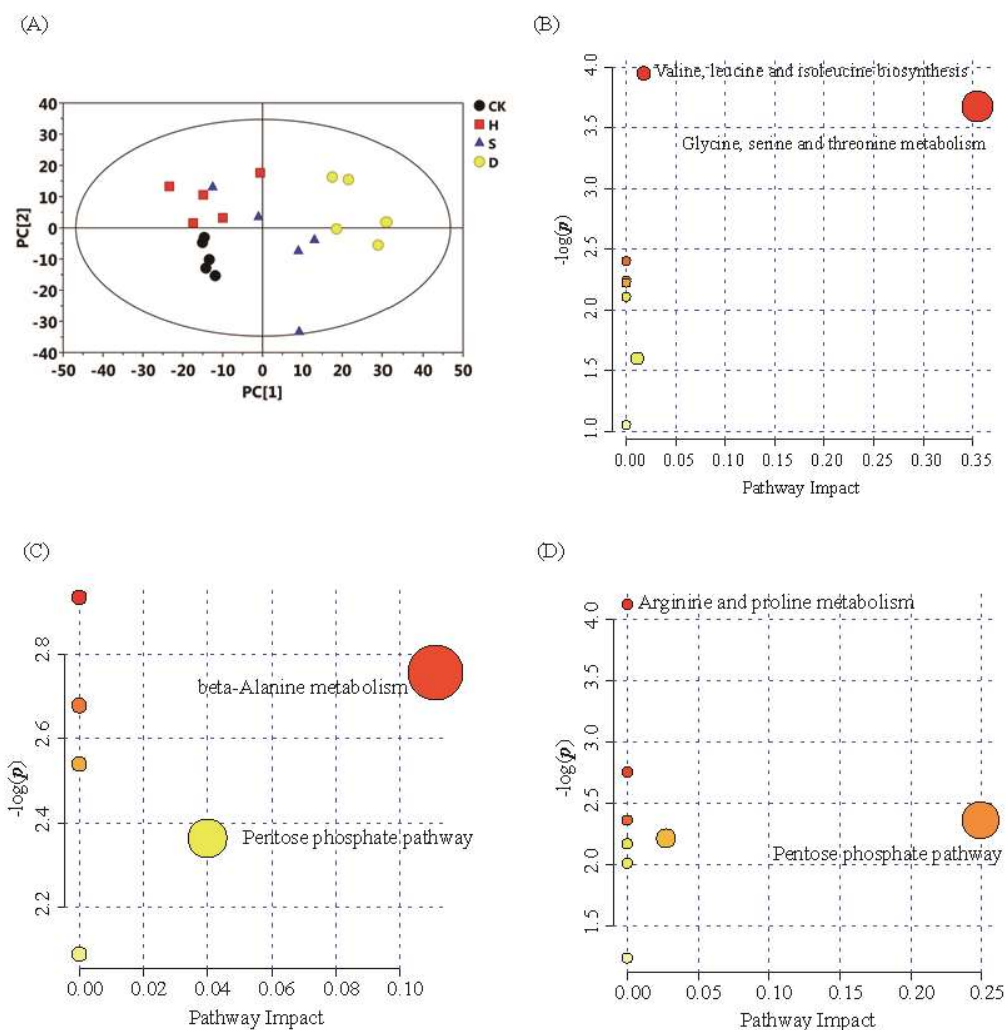 (A)
40
30
20
10
0
-10
-20
-30
-40
PC[2]
-50 -40 -30 -20 -10 0 10 20 30 40 50
PC[1]
CK
H
S
D
(B)
4.0
3.5
3.0
2.5
2.0
1.5
1.0
-log(p)
Valine, leucine and isoleucine biosynthesis
Glycine, serine and threonine metabolism
0.00 0.05 0.10 0.15 0.20 0.25 0.30 0.35
Pathway Impact
(C)
2.8
2.6
2.4
2.2
-log(p)
beta-Alanine metabolism
Pentose phosphate pathway
0.00 0.02 0.04 0.06 0.08 0.10
Pathway Impact
(D)
4.0
3.5
3.0
2.5
2.0
1.5
-log(p)
Arginine and proline metabolism
Pentose phosphate pathway
0.00 0.05 0.10 0.15 0.20 0.25
Pathway Impact